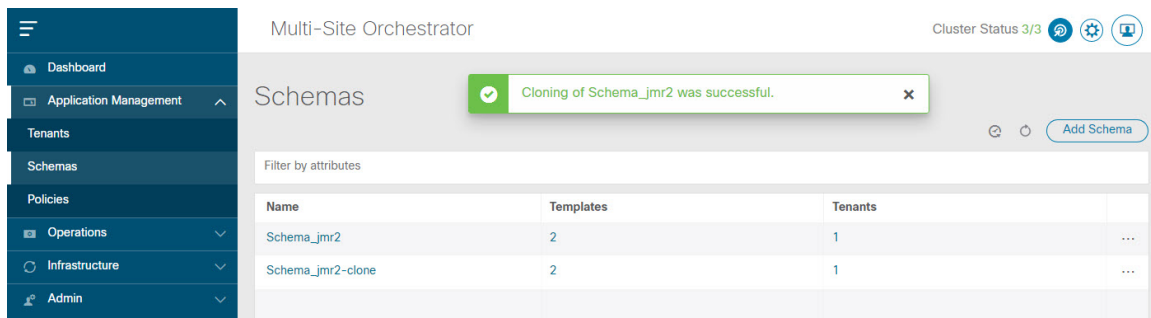 Multi-Site Orchestrator
Cluster Status 3/3
Dashboard
Application Management
Tenants
Schemas
Policies
Operations
Infrastructure
Admin
Schemas
Cloning of Schema_jmr2 was successful.
Add Schema
Filter by attributes
Name Templates Tenants
Schema_jmr2 2 1 ...
Schema_jmr2-clone 2 1 ...